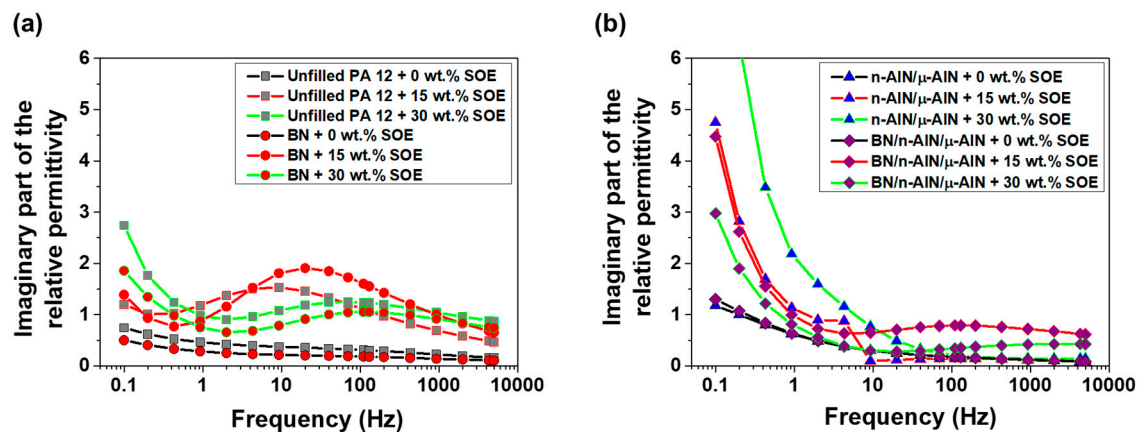 (a)
Imaginary part of the
relative permittivity
6
5
4
3
2
1
0
Unfilled PA 12 + 0 wt.% SOE
Unfilled PA 12 + 15 wt.% SOE
Unfilled PA 12 + 30 wt.% SOE
BN + 0 wt.% SOE
BN + 15 wt.% SOE
BN + 30 wt.% SOE
0.1 1 10 100 1000 10000
Frequency (Hz)
(b)
Imaginary part of the
relative permittivity
6
5
4
3
2
1
0
n-AlN/μ-AlN + 0 wt.% SOE
n-AlN/μ-AlN + 15 wt.% SOE
n-AlN/μ-AlN + 30 wt.% SOE
BN/n-AlN/μ-AlN + 0 wt.% SOE
BN/n-AlN/μ-AlN + 15 wt.% SOE
BN/n-AlN/μ-AlN + 30 wt.% SOE
0.1 1 10 100 1000 10000
Frequency (Hz)